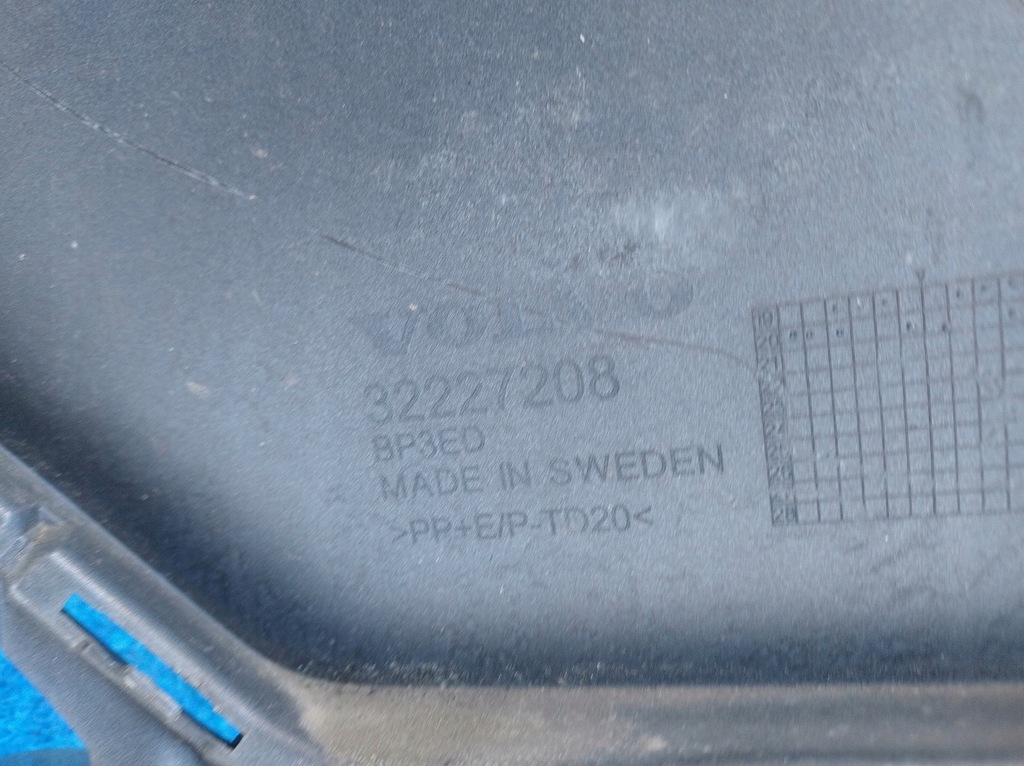 VOLVO
32227208
BP3ED
MADE IN SWEDEN
>PP+E/P-TD20<